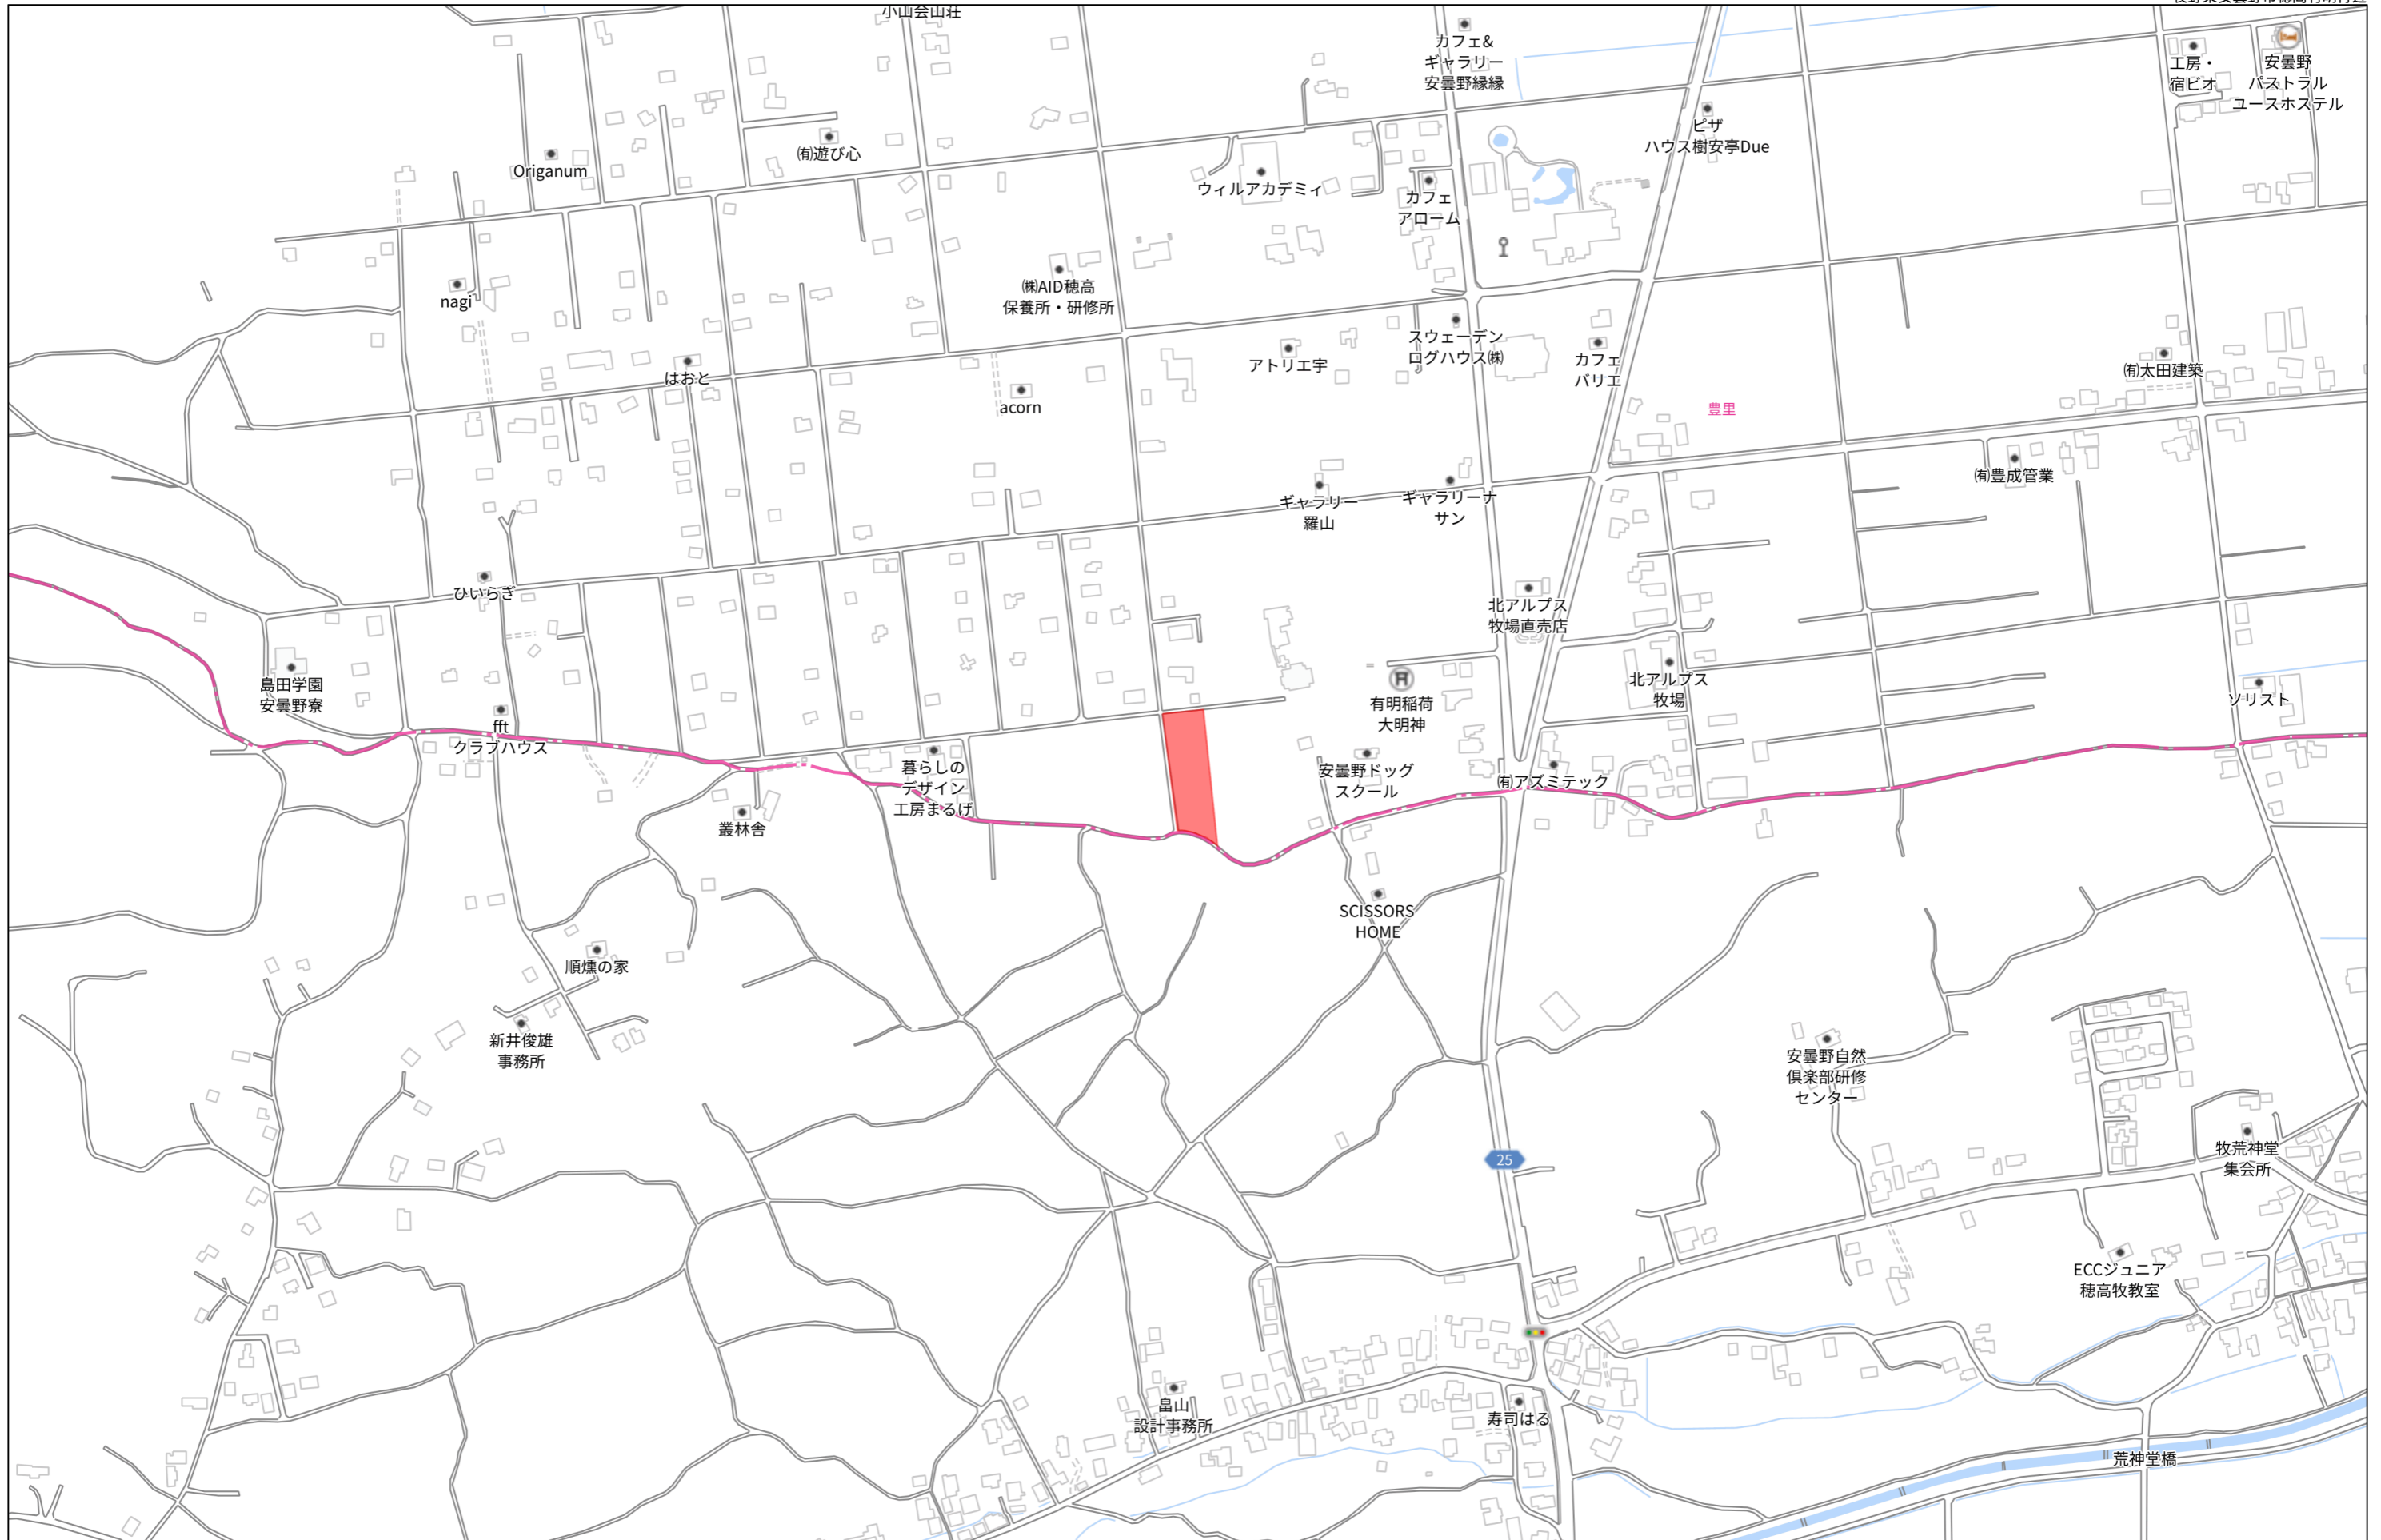 小山会山荘
カフェ&
ギャラリー
安曇野縁縁
工房・
宿ビオ
安曇野
パストラル
ユースホステル
ピザ
ハウス樹安亭Due
㈲遊び心
Origanum
ウィルアカデミィ
カフェ
アローム
nagi
㈱AID穂高
保養所・研修所
スウェーデン
ログハウス㈱
アトリエ宇
カフェ
バリエ
はおと
acorn
㈲太田建築
豊里
㈲豊成管業
ギャラリー
羅山
ギャラリーナ
サン
ひいらぎ
北アルプス
牧場直売店
島田学園
安曇野寮
北アルプス
牧場
有明稲荷
大明神
ソリスト
fft
クラブハウス
暮らしの
デザイン
工房まるげ
安曇野ドッグ
スクール
㈲アズミテック
叢林舎
SCISSORS
HOME
順燻の家
新井俊雄
事務所
安曇野自然
倶楽部研修
センター
25
牧荒神堂
集会所
ECCジュニア
穂高牧教室
畠山
設計事務所
寿司はる
荒神堂橋